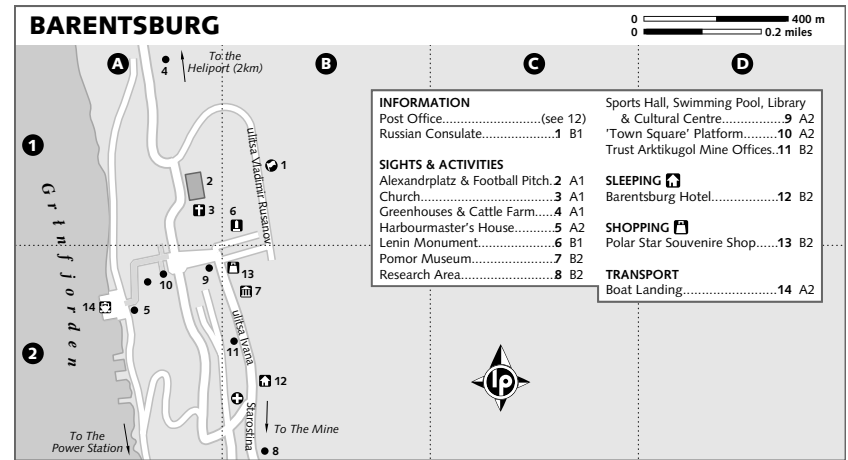 BARENTSBURG
0 400 m
0 0.2 miles
A
B
C
D
To the
Heliport (2km)
4
1
ulitsa Vladimir Rusanov
1
2
3
6
Grønfjorden
10
9
13
7
14
5
2
ulitsa Ivana
Starostina
11
12
To The Mine
8
To The
Power Station
lp
INFORMATION
Post Office.........................(see 12)
Russian Consulate..................1 B1
SIGHTS & ACTIVITIES
Alexandrplatz & Football Pitch..2 A1
Church..................................3 A1
Greenhouses & Cattle Farm.....4 A1
Harbourmaster's House...........5 A2
Lenin Monument....................6 B1
Pomor Museum......................7 B2
Research Area........................8 B2
Sports Hall, Swimming Pool, Library
& Cultural Centre...................9 A2
'Town Square' Platform.........10 A2
Trust Arktikugol Mine Offices..11 B2
SLEEPING
Barentsburg Hotel.................12 B2
SHOPPING
Polar Star Souvenire Shop......13 B2
TRANSPORT
Boat Landing..........................14 A2